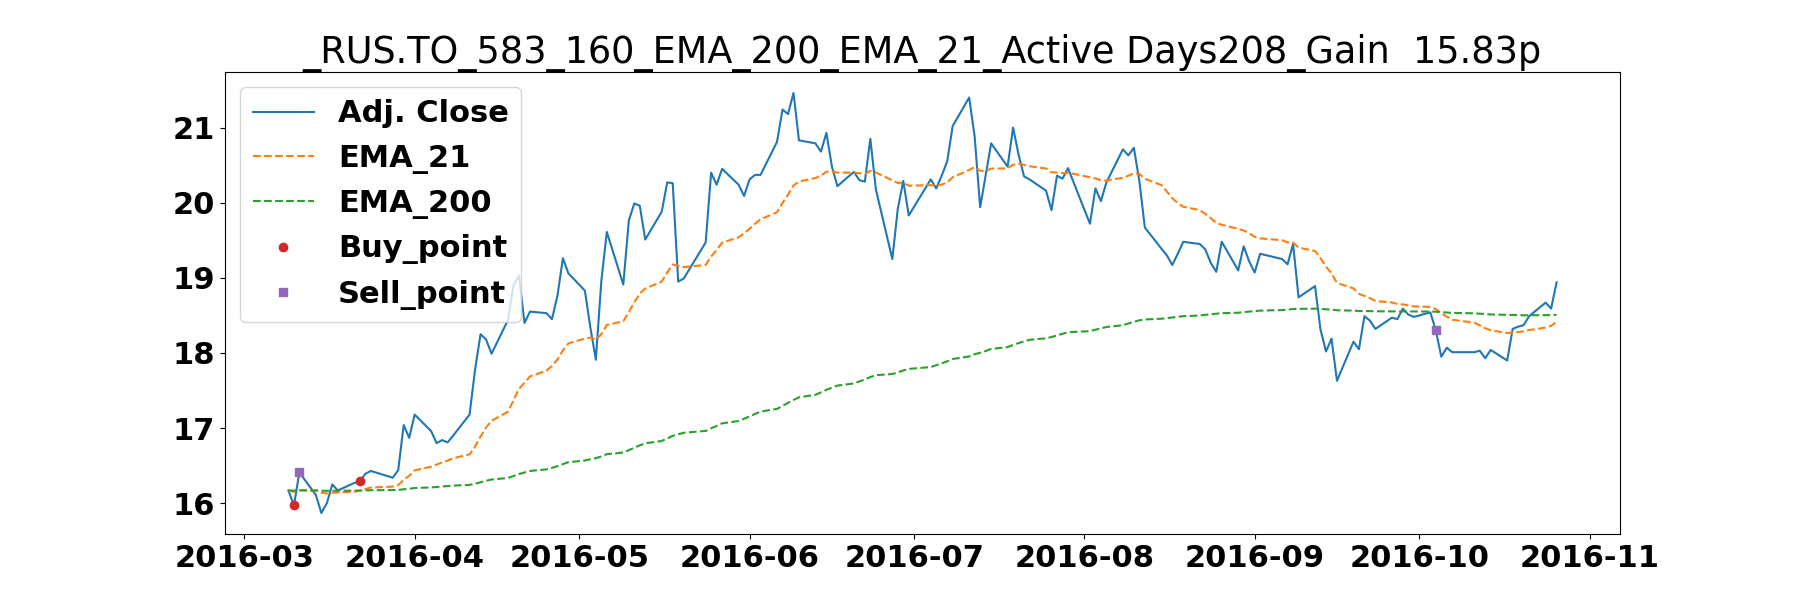 _RUS.TO_583_160_EMA_200_EMA_21_Active Days208_Gain  15.83p
Adj. Close
EMA_21
EMA_200
Buy_point
Sell_point
21
20
19
18
17
16
2016-03 2016-04 2016-05 2016-06 2016-07 2016-08 2016-09 2016-10 2016-11